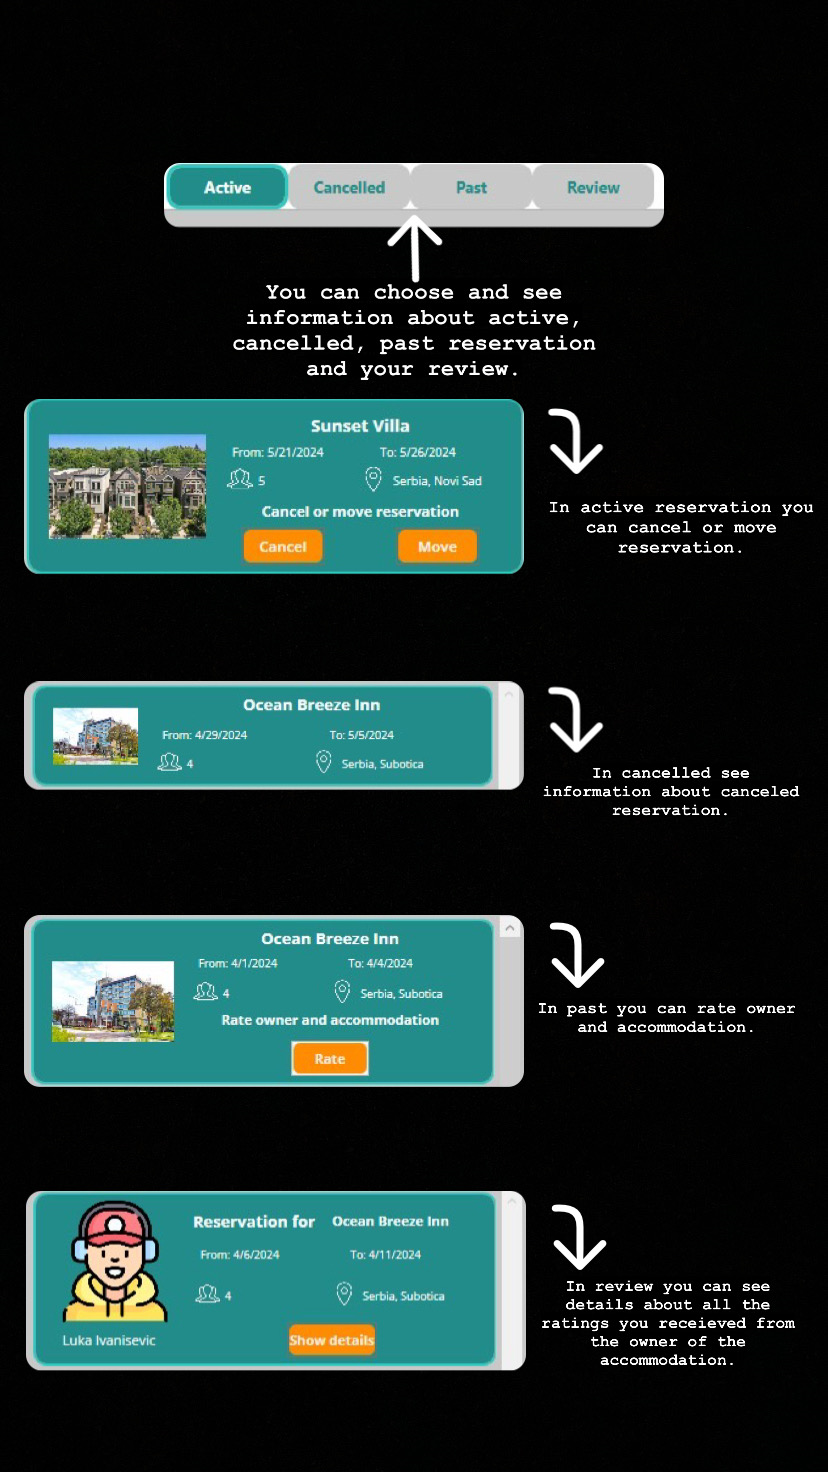 Active Cancelled Past Review
You can choose and see
information about active,
cancelled, past reservation
and your review.
Sunset Villa
From: 5/21/2024 To: 5/26/2024
5 Serbia, Novi Sad
Cancel or move reservation
Cancel Move
In active reservation you
can cancel or move
reservation.
Ocean Breeze Inn
From: 4/29/2024 To: 5/5/2024
4 Serbia, Subotica
In cancelled see
information about canceled
reservation.
Ocean Breeze Inn
From: 4/1/2024 To: 4/4/2024
4 Serbia, Subotica
Rate owner and accommodation
Rate
In past you can rate owner
and accommodation.
Reservation for Ocean Breeze Inn
From: 4/6/2024 To: 4/11/2024
4 Serbia, Subotica
Luka Ivanisevic Show details
In review you can see
details about all the
ratings you receieved from
the owner of the
accommodation.